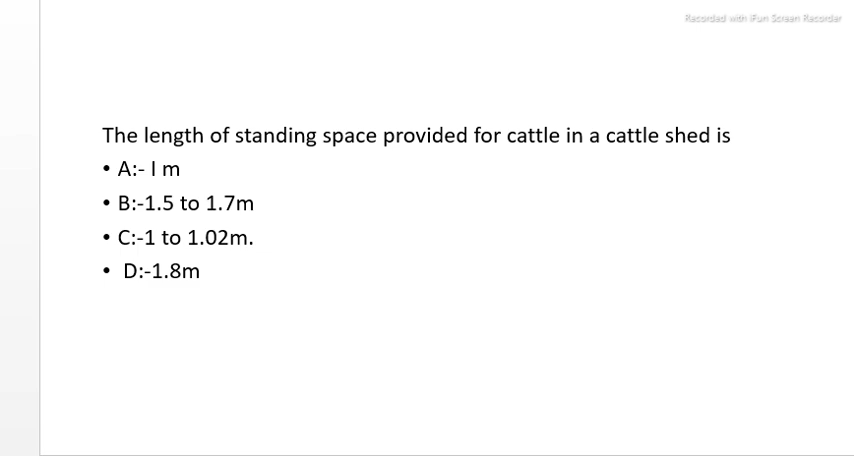 Recorded with iFun Screen Recorder
The length of standing space provided for cattle in a cattle shed is
• A:- I m
• B:-1.5 to 1.7m
• C:-1 to 1.02m.
• D:-1.8m